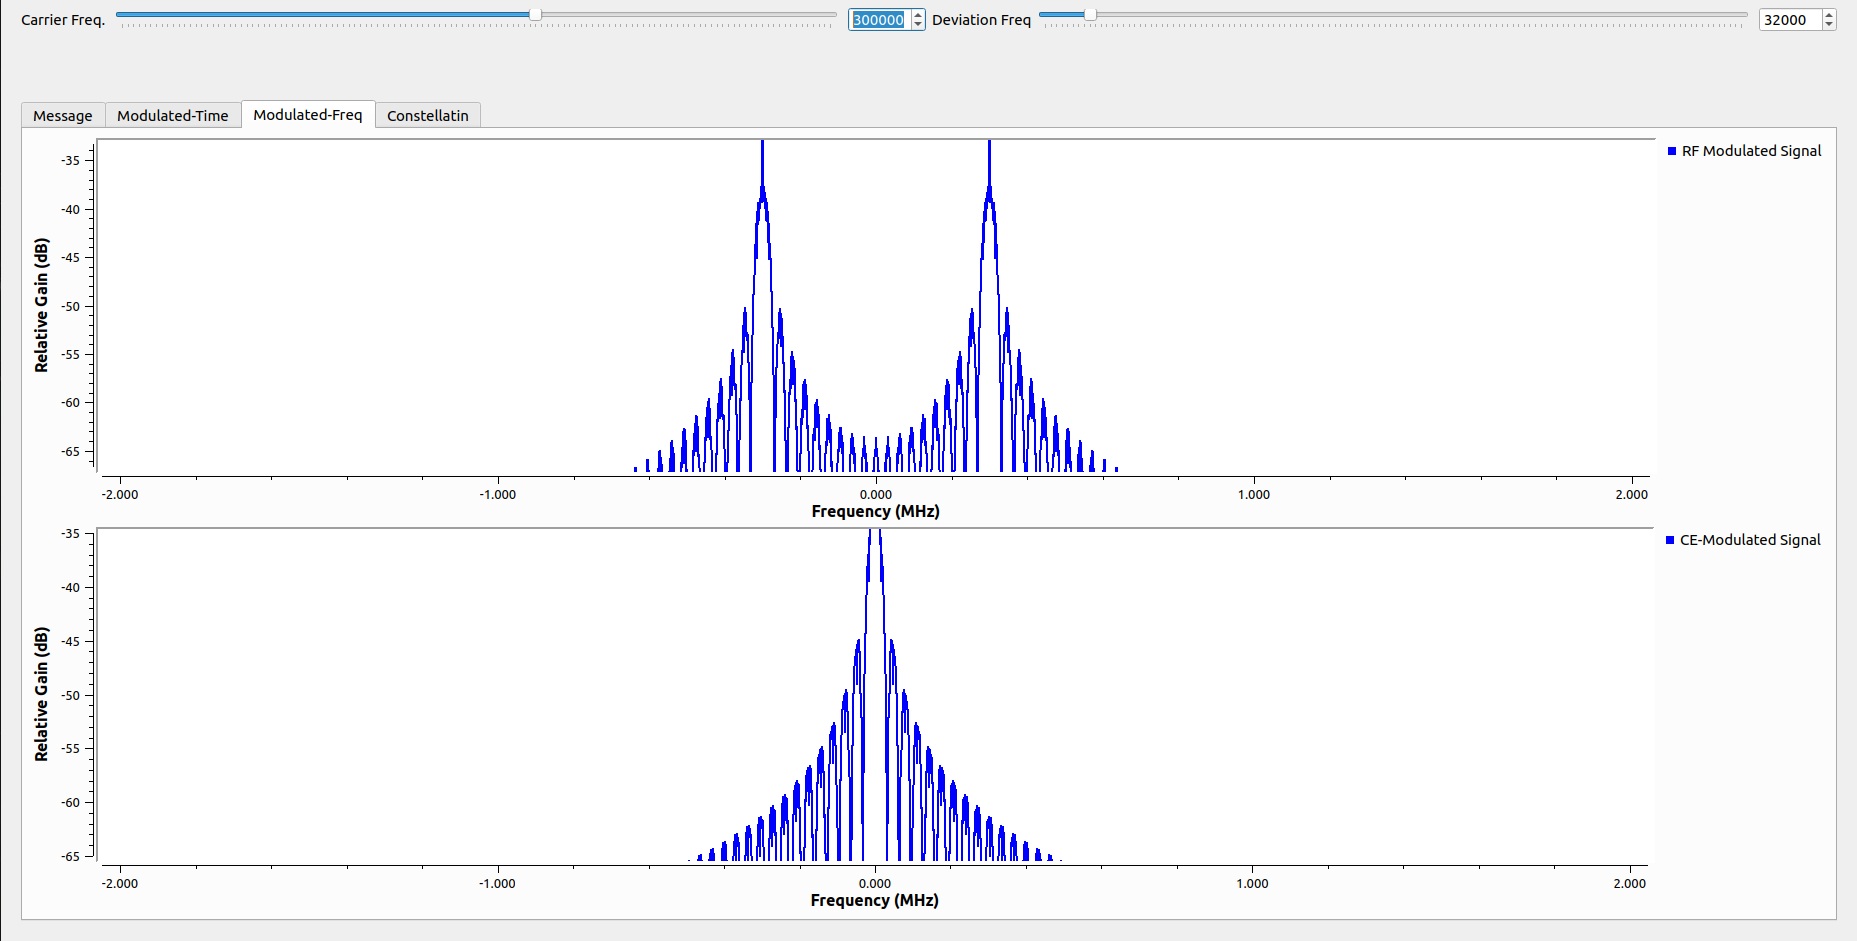 Carrier Freq. 300000 Deviation Freq 32000
Message Modulated-Time Modulated-Freq Constellatin
-35
-40
-45
-50
-55
-60
-65
Relative Gain (dB)
RF Modulated Signal
-2.000 -1.000 0.000 1.000 2.000
Frequency (MHz)
-35
-40
-45
-50
-55
-60
-65
Relative Gain (dB)
CE-Modulated Signal
-2.000 -1.000 0.000 1.000 2.000
Frequency (MHz)